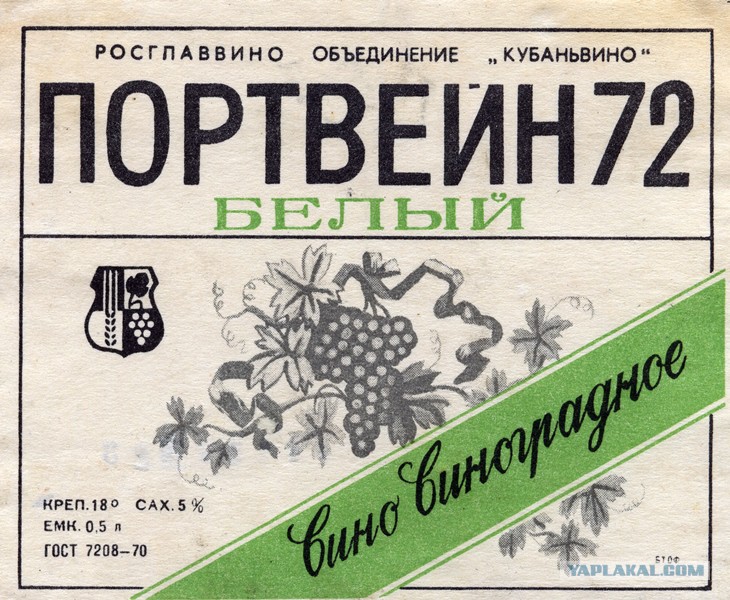 РОСГЛАВВИНО ОБЪЕДИНЕНИЕ „КУБАНЬВИНО“
ПОРТВЕЙН 72
БЕЛЫЙ
вино виноградное
КРЕП. 18° САХ. 5%
ЕМК. 0,5 л
ГОСТ 7208–70
YAPLAKAL.COM